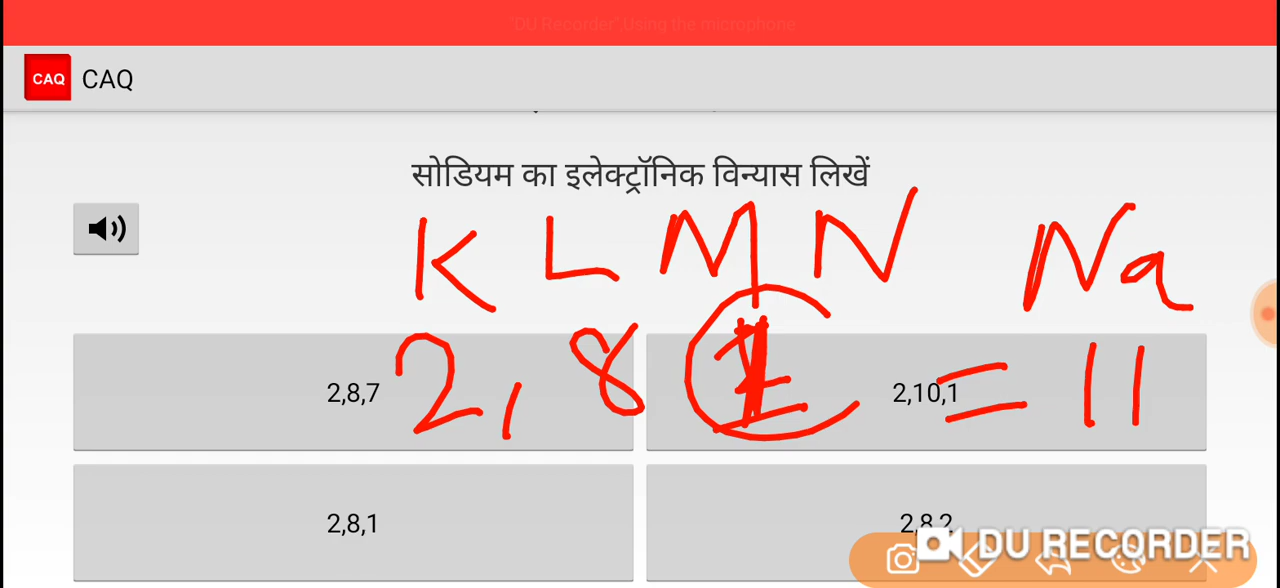 "DU Recorder" Using the microphone
CAQ CAQ
सोडियम का इलेक्ट्रॉनिक विन्यास लिखें
K L M N Na
2,8,7 2,10,1
2, 8 1 = 11
2,8,1 2,8,2
DU RECORDER